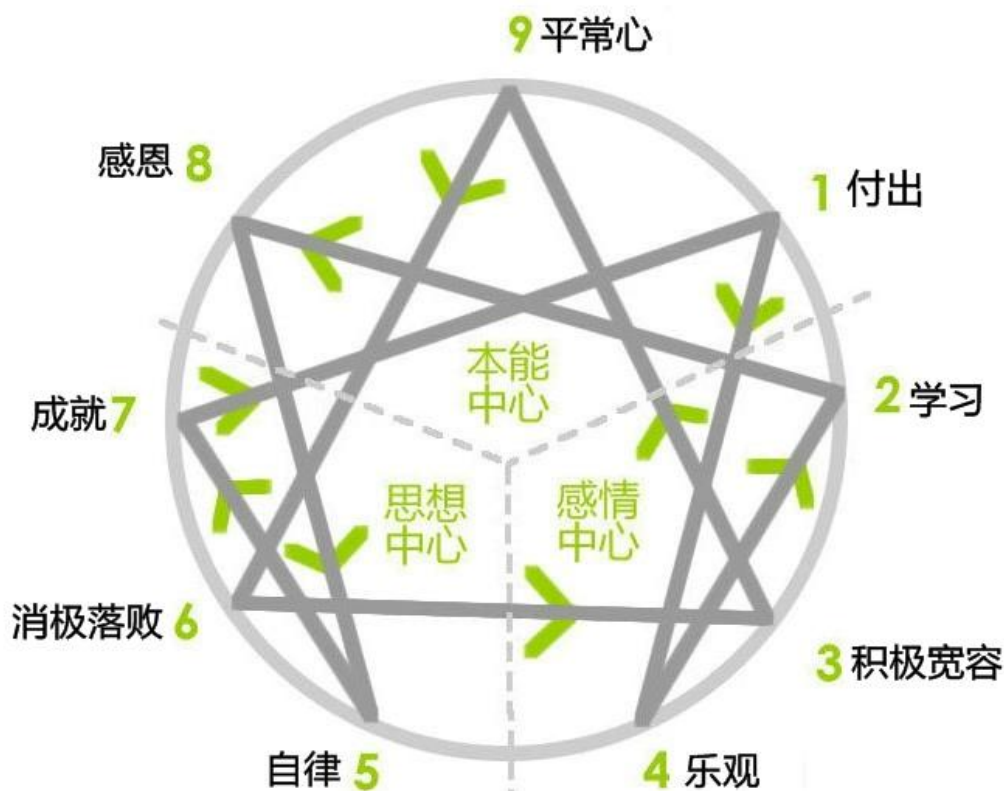 9 平常心
感恩 8
1 付出
本能
中心
2 学习
成就 7
思想
中心
感情
中心
消极落败 6
3 积极宽容
自律 5
4 乐观